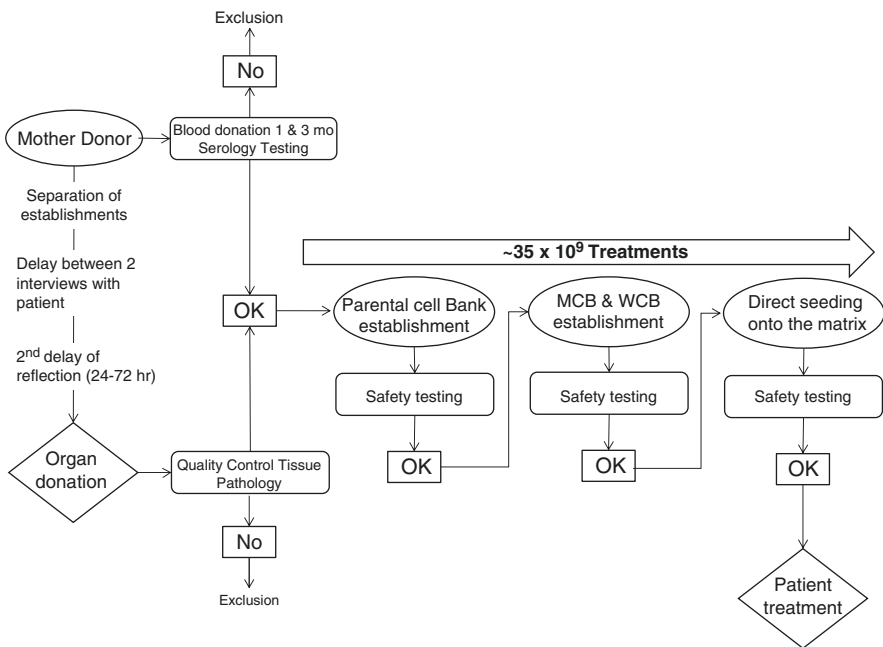 Exclusion
No
Mother Donor
Blood donation 1 & 3 mo
Serology Testing
Separation of
establishments
Delay between 2
interviews with
patient
2nd delay of
reflection (24-72 hr)
Organ
donation
Quality Control Tissue
Pathology
No
Exclusion
OK
~35 x 10⁹ Treatments
Parental cell Bank
establishment
Safety testing
OK
MCB & WCB
establishment
Safety testing
OK
Direct seeding
onto the matrix
Safety testing
OK
Patient
treatment